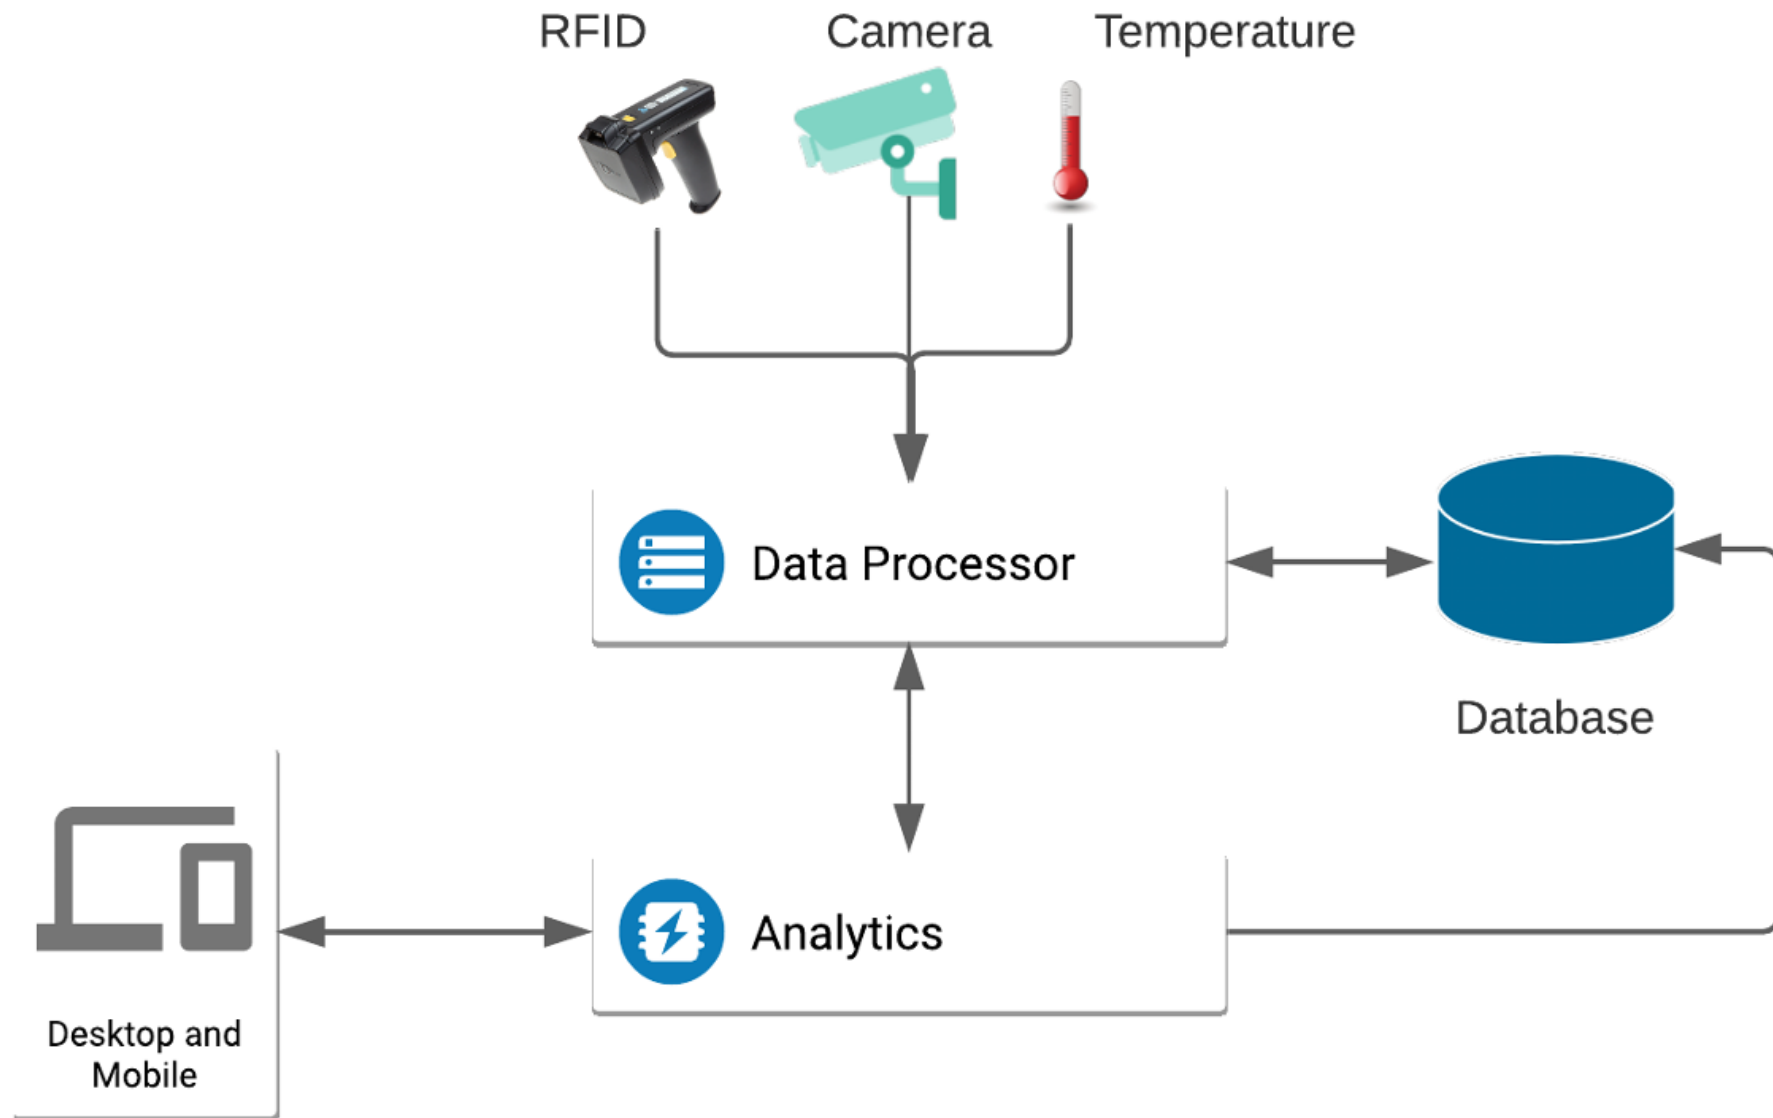 RFID
Camera
Temperature
Data Processor
Database
Analytics
Desktop and
Mobile